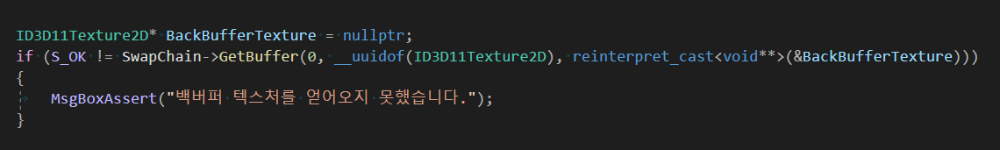 ID3D11Texture2D* BackBufferTexture = nullptr;
if (S_OK != SwapChain->GetBuffer(0, __uuidof(ID3D11Texture2D), reinterpret_cast<void**>(&BackBufferTexture)))
{
    MsgBoxAssert("백버퍼 텍스처를 얻어오지 못했습니다.");
}